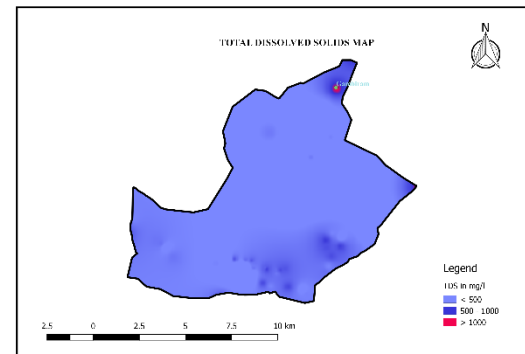 TOTAL DISSOLVED SOLIDS MAP
N
2.5 0 2.5 5 7.5 10 km
Legend
TDS in mg/l
< 500
500 - 1000
> 1000